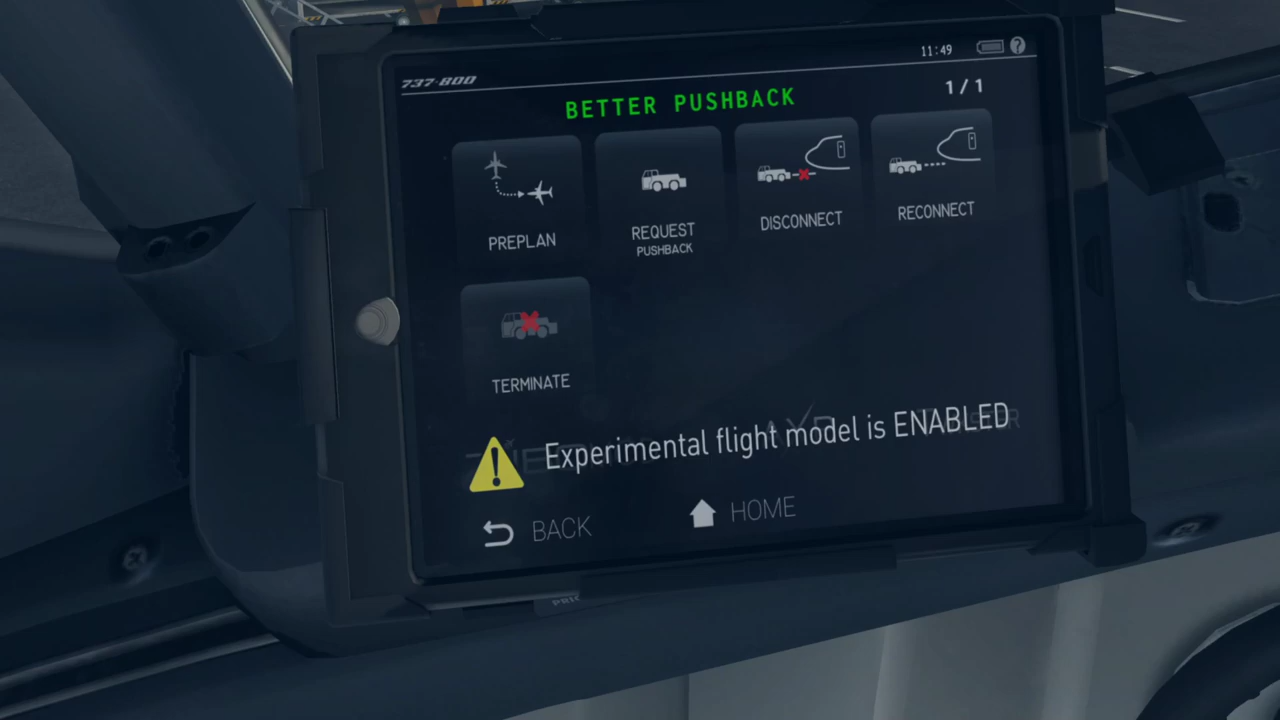 737-800
11:49
?
BETTER PUSHBACK
1 / 1
PREPLAN
REQUEST
PUSHBACK
DISCONNECT
RECONNECT
TERMINATE
Experimental flight model is ENABLED
BACK
HOME